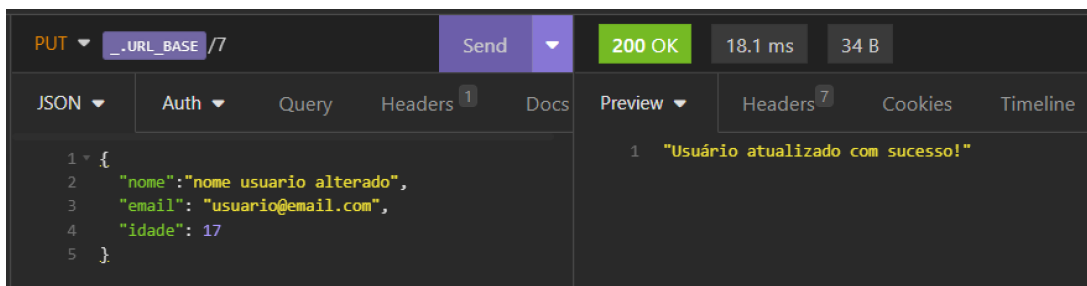 PUT _.URL_BASE /7 Send 200 OK 18.1 ms 34 B
JSON Auth Query Headers 1 Docs Preview Headers 7 Cookies Timeline
1 {
2 "nome":"nome usuario alterado",
3 "email": "usuario@email.com",
4 "idade": 17
5 }
1 "Usuário atualizado com sucesso!"